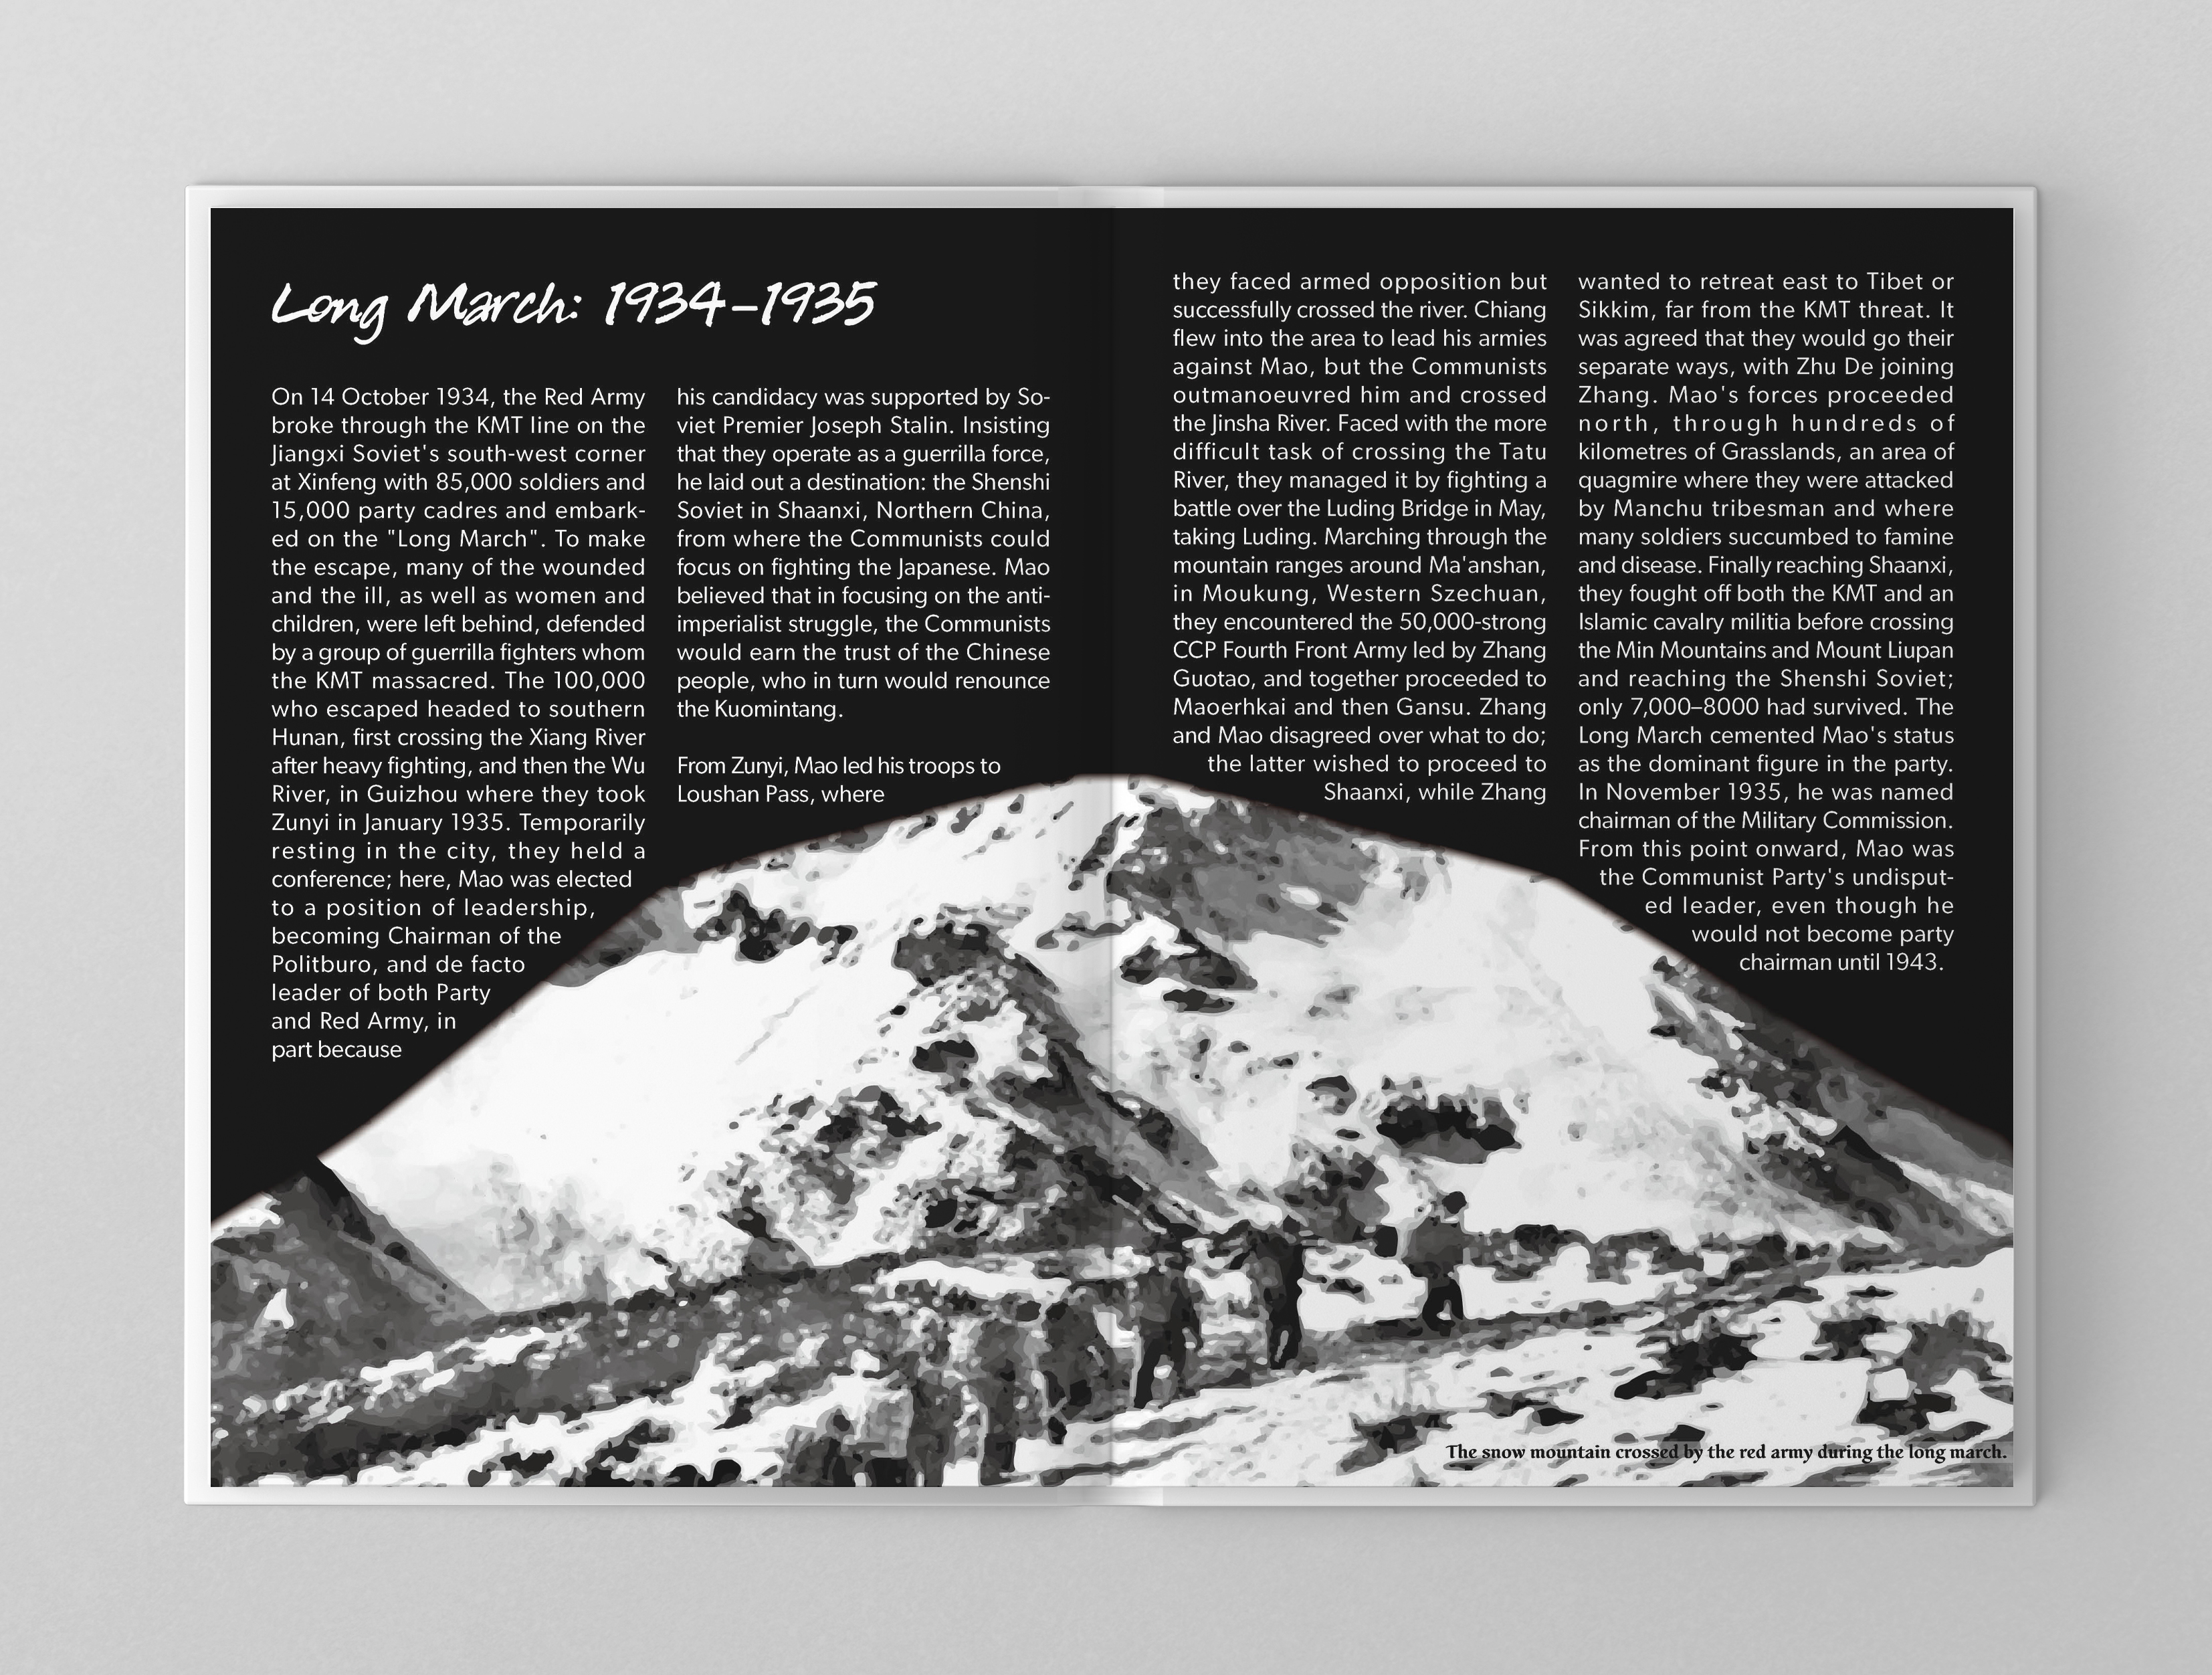 Long March: 1934–1935
On 14 October 1934, the Red Army
broke through the KMT line on the
Jiangxi Soviet's south-west corner
at Xinfeng with 85,000 soldiers and
15,000 party cadres and embark-
ed on the "Long March". To make
the escape, many of the wounded
and the ill, as well as women and
children, were left behind, defended
by a group of guerrilla fighters whom
the KMT massacred. The 100,000
who escaped headed to southern
Hunan, first crossing the Xiang River
after heavy fighting, and then the Wu
River, in Guizhou where they took
Zunyi in January 1935. Temporarily
resting in the city, they held a
conference; here, Mao was elected
to a position of leadership,
becoming Chairman of the
Politburo, and de facto
leader of both Party
and Red Army, in
part because
his candidacy was supported by So-
viet Premier Joseph Stalin. Insisting
that they operate as a guerrilla force,
he laid out a destination: the Shenshi
Soviet in Shaanxi, Northern China,
from where the Communists could
focus on fighting the Japanese. Mao
believed that in focusing on the anti-
imperialist struggle, the Communists
would earn the trust of the Chinese
people, who in turn would renounce
the Kuomintang.
From Zunyi, Mao led his troops to
Loushan Pass, where
they faced armed opposition but
successfully crossed the river. Chiang
flew into the area to lead his armies
against Mao, but the Communists
outmanoeuvred him and crossed
the Jinsha River. Faced with the more
difficult task of crossing the Tatu
River, they managed it by fighting a
battle over the Luding Bridge in May,
taking Luding. Marching through the
mountain ranges around Ma'anshan,
in Moukung, Western Szechuan,
they encountered the 50,000-strong
CCP Fourth Front Army led by Zhang
Guotao, and together proceeded to
Maoerhkai and then Gansu. Zhang
and Mao disagreed over what to do;
the latter wished to proceed to
Shaanxi, while Zhang
wanted to retreat east to Tibet or
Sikkim, far from the KMT threat. It
was agreed that they would go their
separate ways, with Zhu De joining
Zhang. Mao's forces proceeded
north, through hundreds of
kilometres of Grasslands, an area of
quagmire where they were attacked
by Manchu tribesman and where
many soldiers succumbed to famine
and disease. Finally reaching Shaanxi,
they fought off both the KMT and an
Islamic cavalry militia before crossing
the Min Mountains and Mount Liupan
and reaching the Shenshi Soviet;
only 7,000–8000 had survived. The
Long March cemented Mao's status
as the dominant figure in the party.
In November 1935, he was named
chairman of the Military Commission.
From this point onward, Mao was
the Communist Party's undisput-
ed leader, even though he
would not become party
chairman until 1943.
The snow mountain crossed by the red army during the long march.